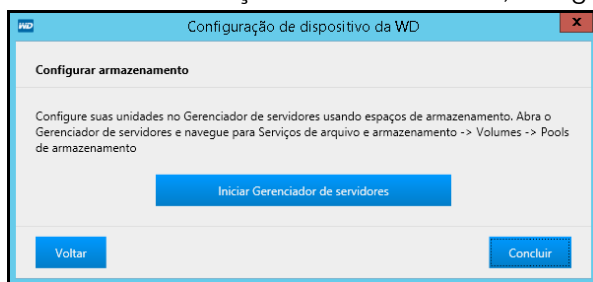 WD
Configuração de dispositivo da WD
x
Configurar armazenamento
Configure suas unidades no Gerenciador de servidores usando espaços de armazenamento. Abra o
Gerenciador de servidores e navegue para Serviços de arquivo e armazenamento -> Volumes -> Pools
de armazenamento
Iniciar Gerenciador de servidores
Voltar
Concluir